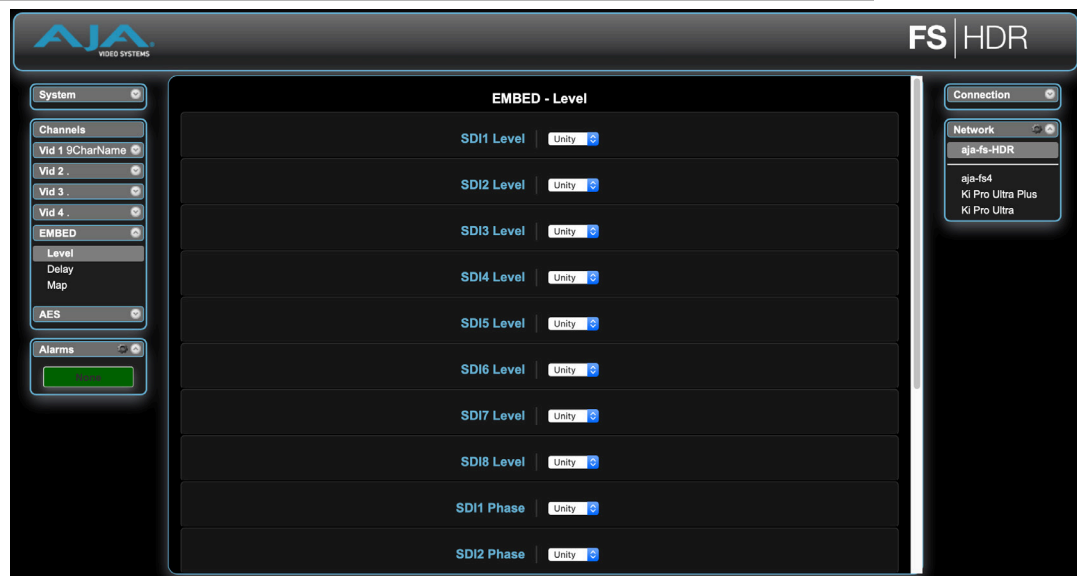 AJA
VIDEO SYSTEMS
FS HDR
System
Channels
Vid 1 9CharName
Vid 2 .
Vid 3 .
Vid 4 .
EMBED
Level
Delay
Map
AES
Alarms
None
EMBED - Level
SDI1 Level Unity
SDI2 Level Unity
SDI3 Level Unity
SDI4 Level Unity
SDI5 Level Unity
SDI6 Level Unity
SDI7 Level Unity
SDI8 Level Unity
SDI1 Phase Unity
SDI2 Phase Unity
Connection
Network
aja-fs-HDR
aja-fs4
Ki Pro Ultra Plus
Ki Pro Ultra